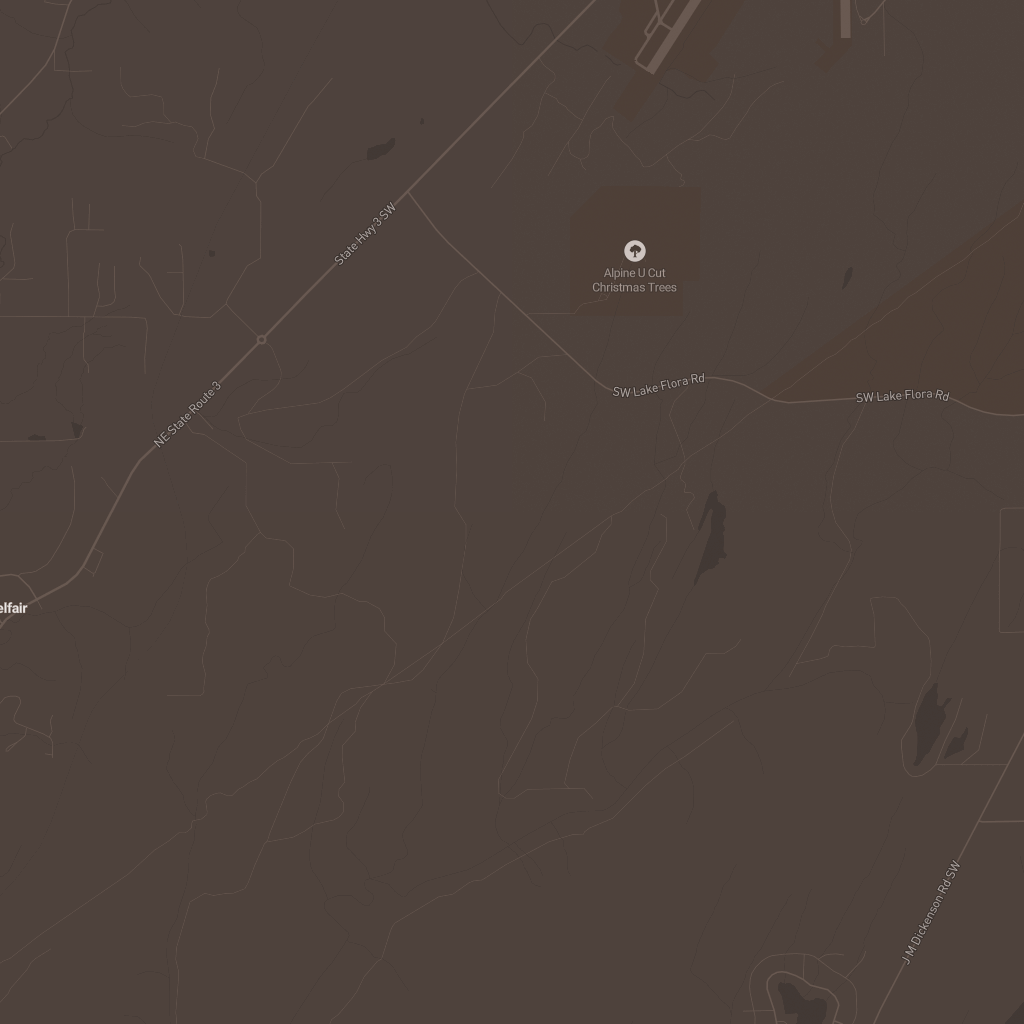 State Hwy 3 SW
Alpine U Cut
Christmas Trees
NE State Route 3
SW Lake Flora Rd
SW Lake Flora Rd
elfair
J M Dickenson Rd SW